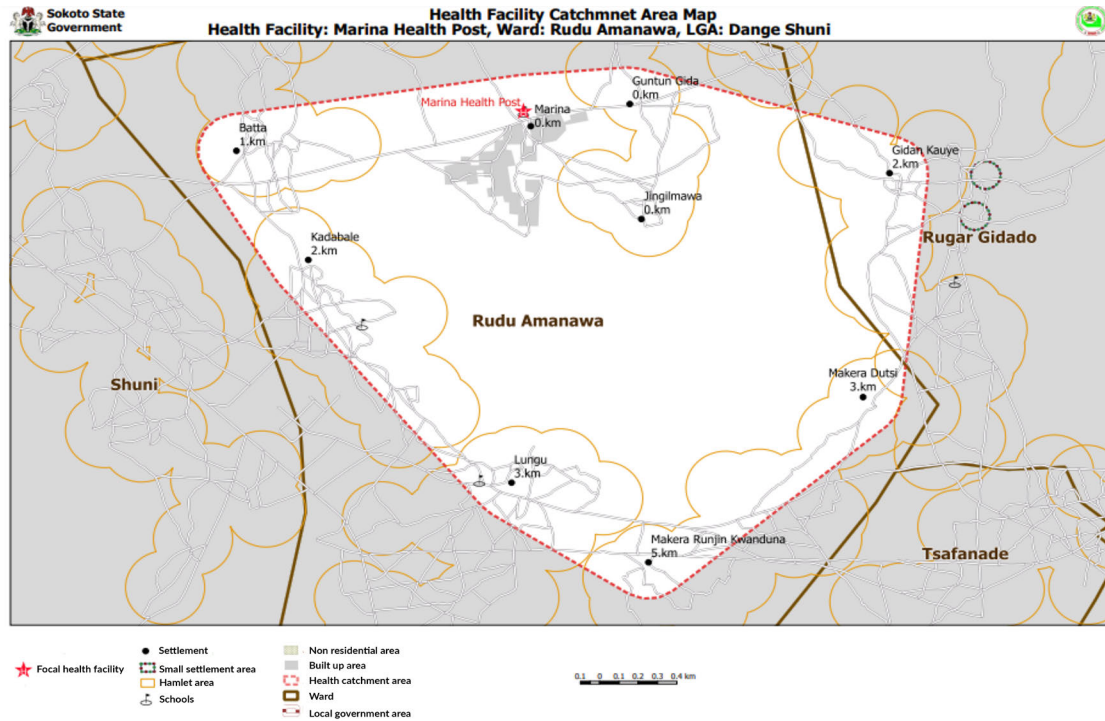 Sokoto State
Government
Health Facility Catchmnet Area Map
Health Facility: Marina Health Post, Ward: Rudu Amanawa, LGA: Dange Shuni
Marina Health Post
Marina
0.km
Guntun Gida
0.km
Batta
1.km
Gidan Kauye
2.km
Jingilmawa
0.km
Kadabale
2.km
Rugar Gidado
Rudu Amanawa
Shuni
Makera Dutsi
3.km
Lungu
3.km
Makera Runjin Kwanduna
5.km
Tsafanade
Focal health facility
Settlement
Small settlement area
Hamlet area
Schools
Non residential area
Built up area
Health catchment area
Ward
Local government area
0.1 0 0.1 0.2 0.3 0.4 km